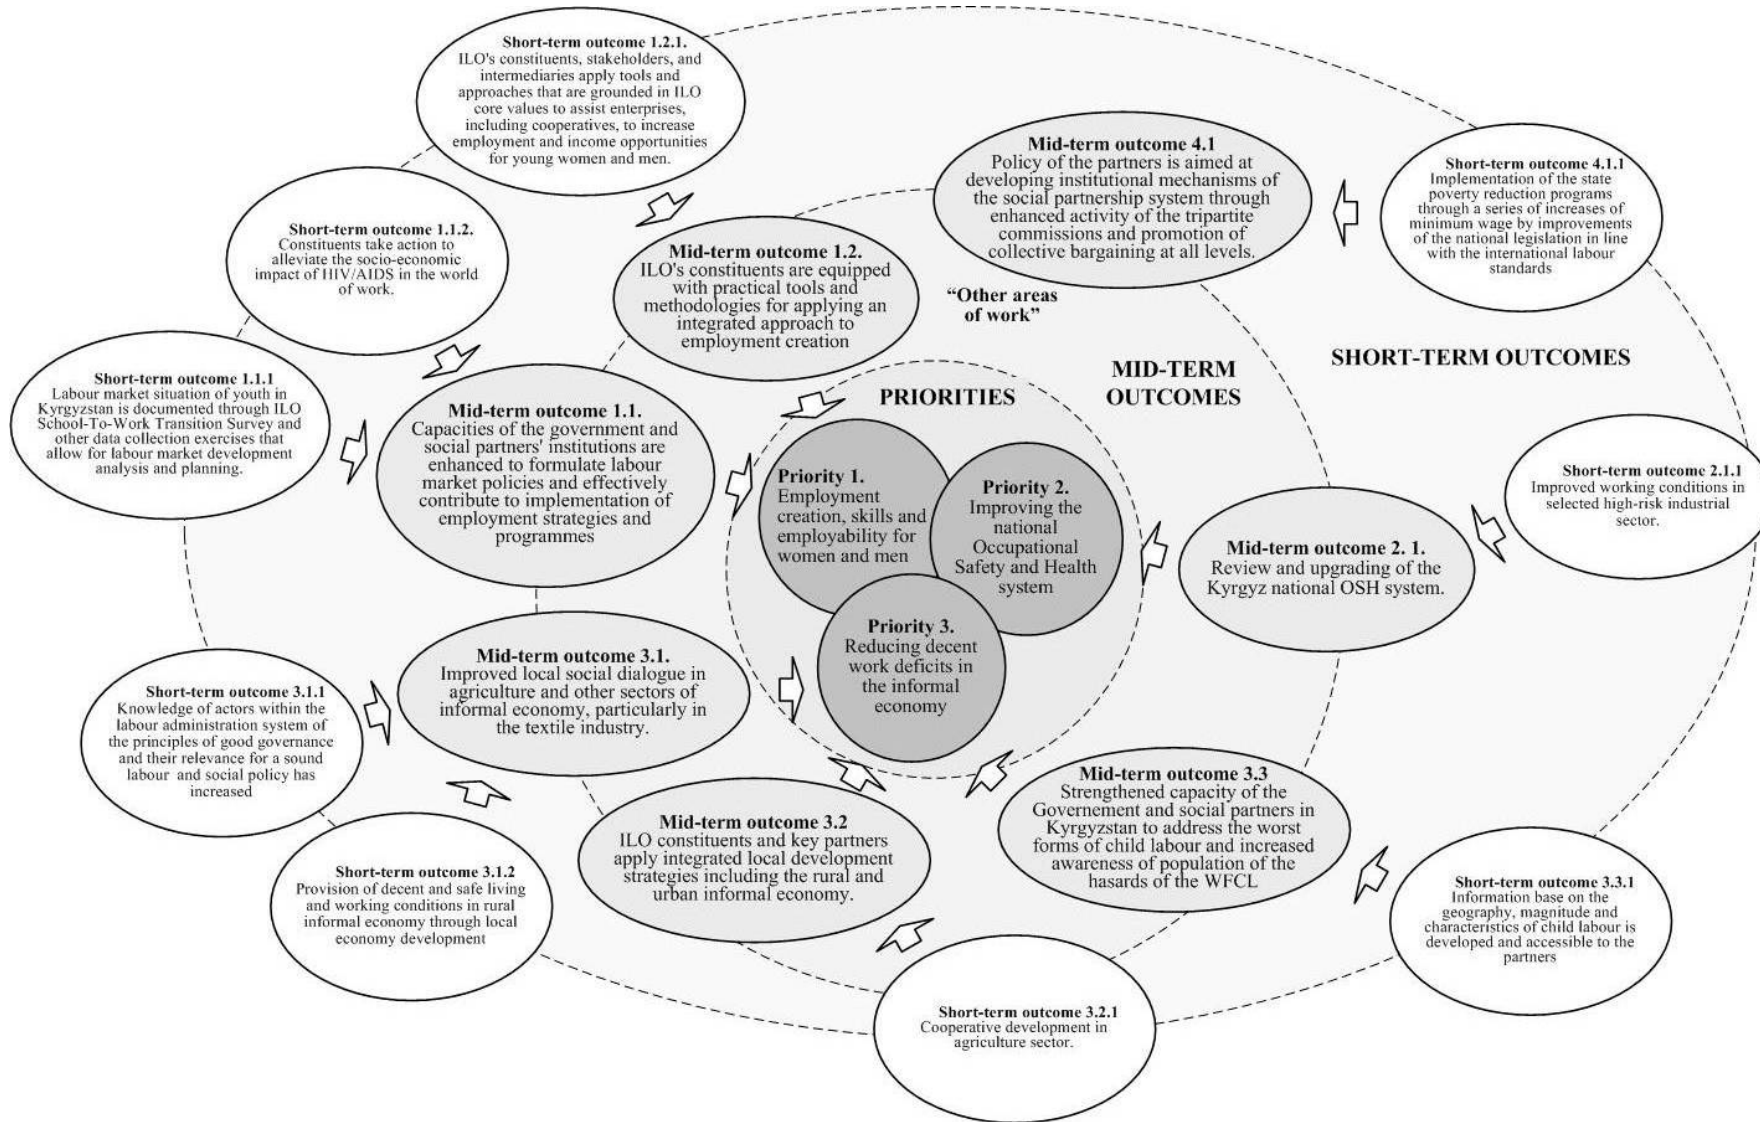 Short-term outcome 1.2.1.
ILO's constituents, stakeholders, and
intermediaries apply tools and
approaches that are grounded in ILO
core values to assist enterprises,
including cooperatives, to increase
employment and income opportunities
for young women and men.
Mid-term outcome 4.1
Policy of the partners is aimed at
developing institutional mechanisms of
the social partnership system through
enhanced activity of the tripartite
commissions and promotion of
collective bargaining at all levels.
Short-term outcome 4.1.1
Implementation of the state
poverty reduction programs
through a series of increases of
minimum wage by improvements
of the national legislation in line
with the international labour
standards
Short-term outcome 1.1.2.
Constituents take action to
alleviate the socio-economic
impact of HIV/AIDS in the world
of work.
Mid-term outcome 1.2.
ILO's constituents are equipped
with practical tools and
methodologies for applying an
integrated approach to
employment creation
“Other areas
of work”
SHORT-TERM OUTCOMES
MID-TERM
OUTCOMES
PRIORITIES
Short-term outcome 1.1.1
Labour market situation of youth in
Kyrgyzstan is documented through ILO
School-To-Work Transition Survey and
other data collection exercises that
allow for labour market development
analysis and planning.
Mid-term outcome 1.1.
Capacities of the government and
social partners' institutions are
enhanced to formulate labour
market policies and effectively
contribute to implementation of
employment strategies and
programmes
Priority 1.
Employment
creation, skills and
employability for
women and men
Priority 2.
Improving the
national
Occupational
Safety and Health
system
Short-term outcome 2.1.1
Improved working conditions in
selected high-risk industrial
sector.
Mid-term outcome 2. 1.
Review and upgrading of the
Kyrgyz national OSH system.
Priority 3.
Reducing decent
work deficits in
the informal
economy
Mid-term outcome 3.1.
Improved local social dialogue in
agriculture and other sectors of
informal economy, particularly in
the textile industry.
Short-term outcome 3.1.1
Knowledge of actors within the
labour administration system of
the principles of good governance
and their relevance for a sound
labour and social policy has
increased
Mid-term outcome 3.2
ILO constituents and key partners
apply integrated local development
strategies including the rural and
urban informal economy.
Mid-term outcome 3.3
Strengthened capacity of the
Governement and social partners in
Kyrgyzstan to address the worst
forms of child labour and increased
awareness of population of the
hasards of the WFCL
Short-term outcome 3.1.2
Provision of decent and safe living
and working conditions in rural
informal economy through local
economy development
Short-term outcome 3.3.1
Information base on the
geography, magnitude and
characteristics of child labour is
developed and accessible to the
partners
Short-term outcome 3.2.1
Cooperative development in
agriculture sector.